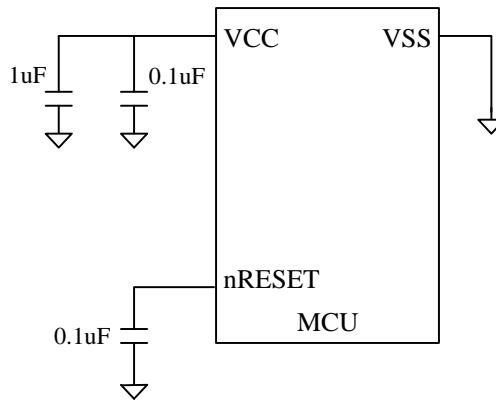 VCC
VSS
1uF
0.1uF
nRESET
MCU
0.1uF